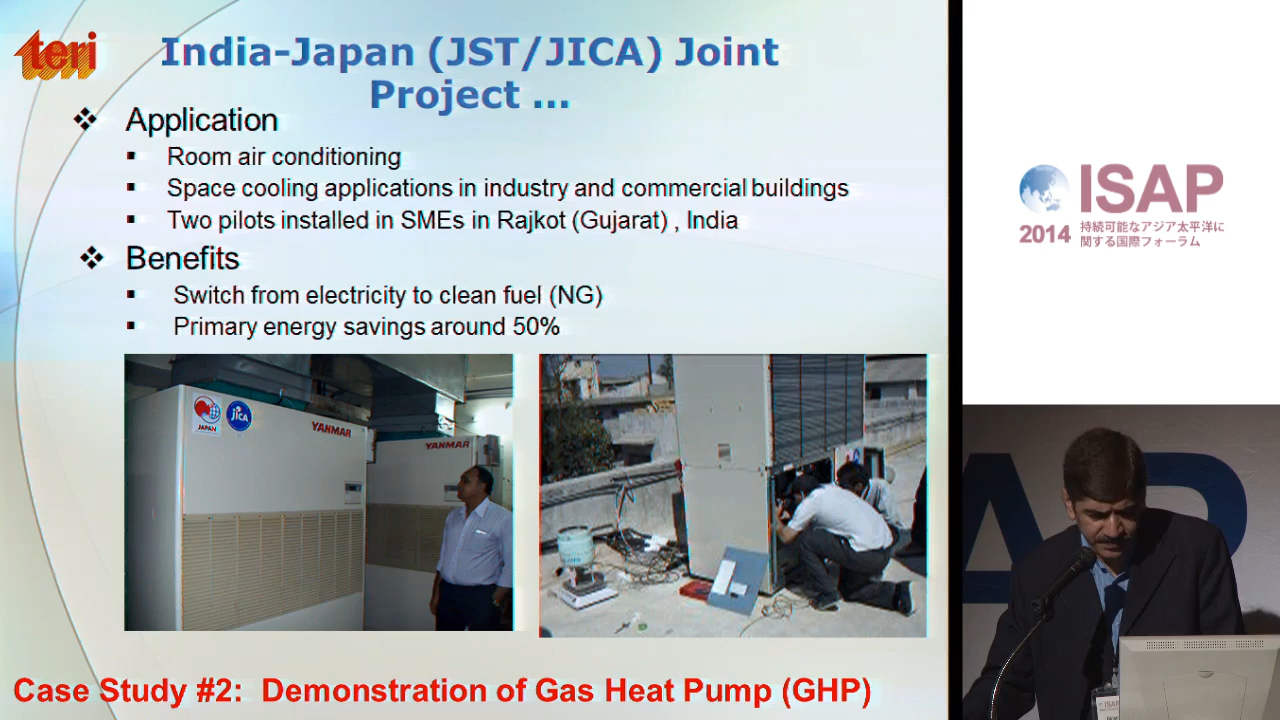 teri
India-Japan (JST/JICA) Joint
Project ...
❖ Application
▪ Room air conditioning
▪ Space cooling applications in industry and commercial buildings
▪ Two pilots installed in SMEs in Rajkot (Gujarat) , India
❖ Benefits
▪ Switch from electricity to clean fuel (NG)
▪ Primary energy savings around 50%
JAPAN
jICA
YANMAR
YANMAR
Case Study #2: Demonstration of Gas Heat Pump (GHP)
ISAP
2014
持続可能なアジア太平洋に
関する国際フォーラム
AP
ISAP